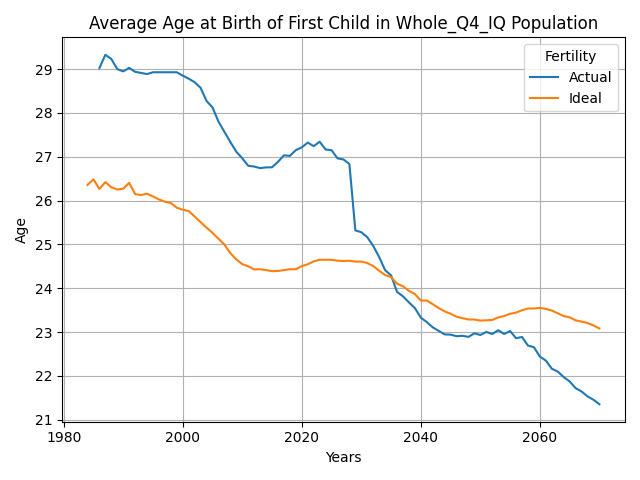 Average Age at Birth of First Child in Whole_Q4_IQ Population
Fertility
Actual
Ideal
Age
29
28
27
26
25
24
23
22
21
1980
2000
2020
2040
2060
Years